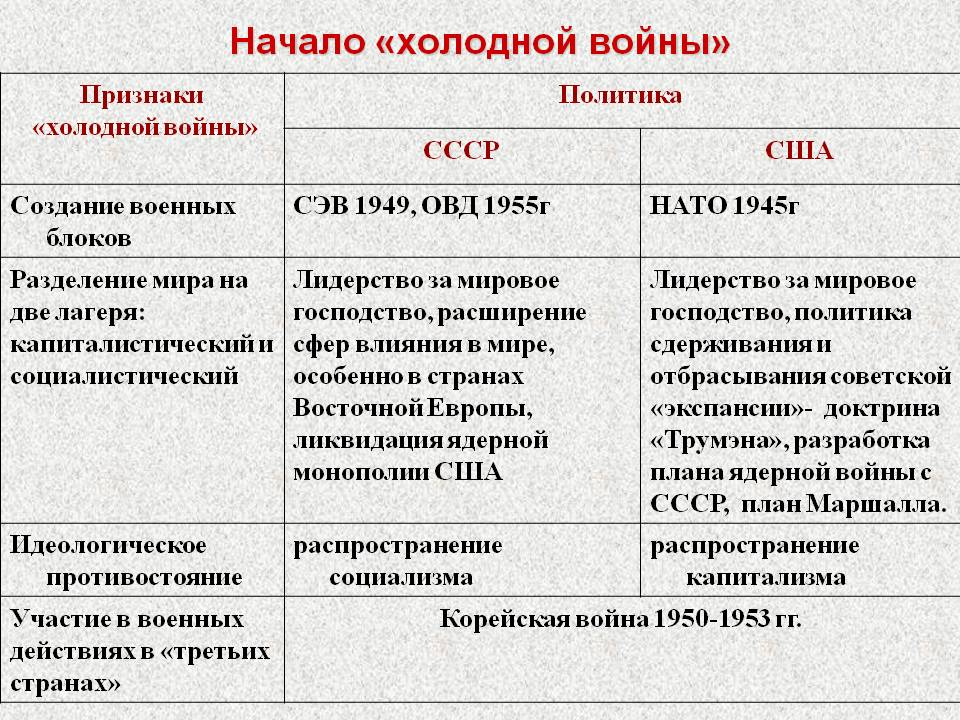 Начало «холодной войны»
Признаки
«холодной войны»
Политика
СССР
США
Создание военных
блоков
СЭВ 1949, ОВД 1955г
НАТО 1945г
Разделение мира на
две лагеря:
капиталистический и
социалистический
Лидерство за мировое
господство, расширение
сфер влияния в мире,
особенно в странах
Восточной Европы,
ликвидация ядерной
монополии США
Лидерство за мировое
господство, политика
сдерживания и
отбрасывания советской
«экспансии»- доктрина
«Трумэна», разработка
плана ядерной войны с
СССР, план Маршалла.
Идеологическое
противостояние
распространение
социализма
распространение
капитализма
Участие в военных
действиях в «третьих
странах»
Корейская война 1950-1953 гг.